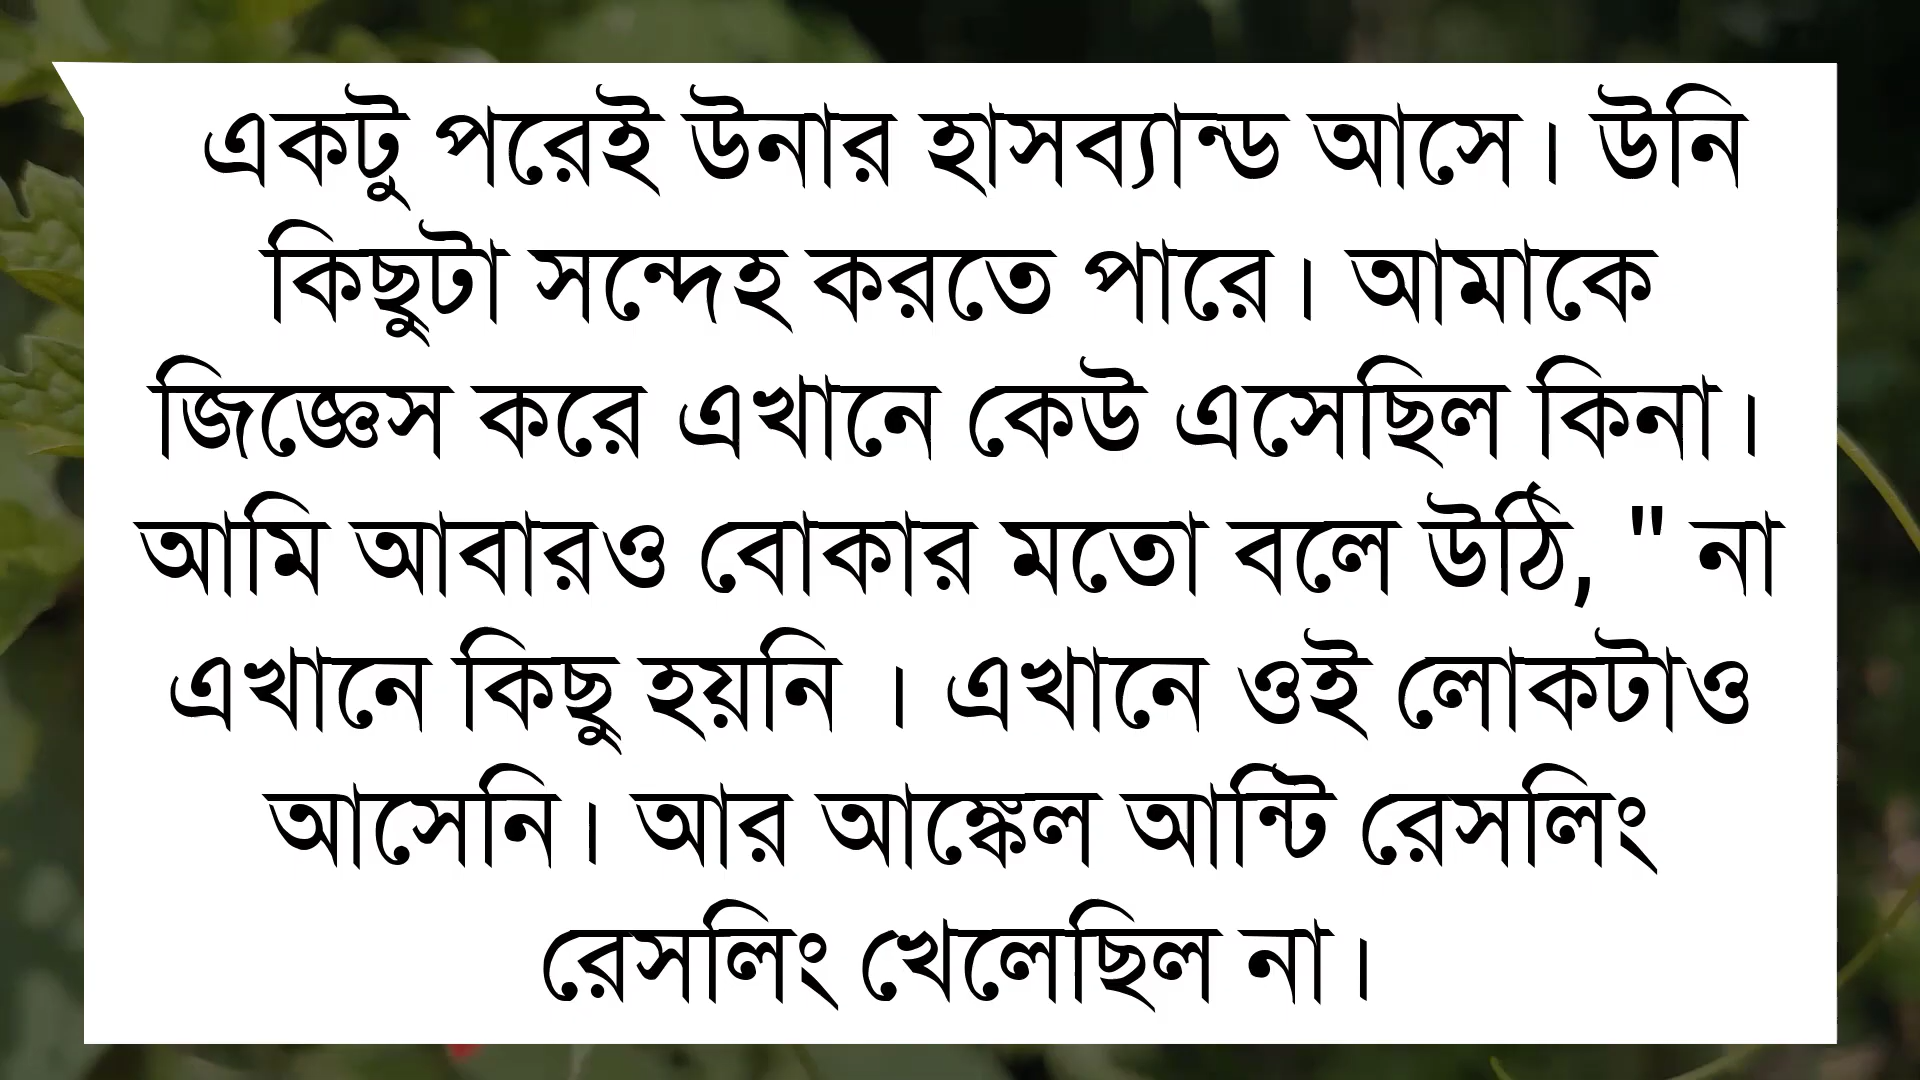 একটু পরেই উনার হাসব্যান্ড আসে। উনি
কিছুটা সন্দেহ করতে পারে। আমাকে
জিজ্ঞেস করে এখানে কেউ এসেছিল কিনা।
আমি আবারও বোকার মতো বলে উঠি, " না
এখানে কিছু হয়নি । এখানে ওই লোকটাও
আসেনি। আর আঙ্কেল আন্টি রেসলিং
রেসলিং খেলেছিল না।